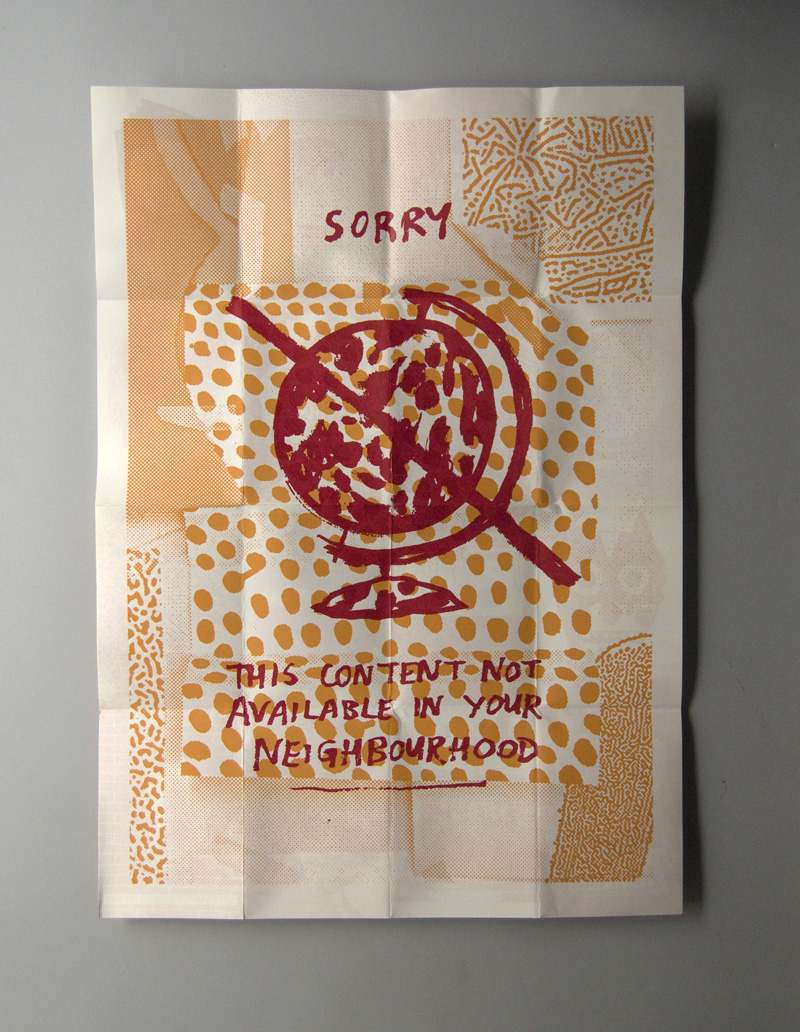 SORRY
THIS CONTENT NOT
AVAILABLE IN YOUR
NEIGHBOURHOOD